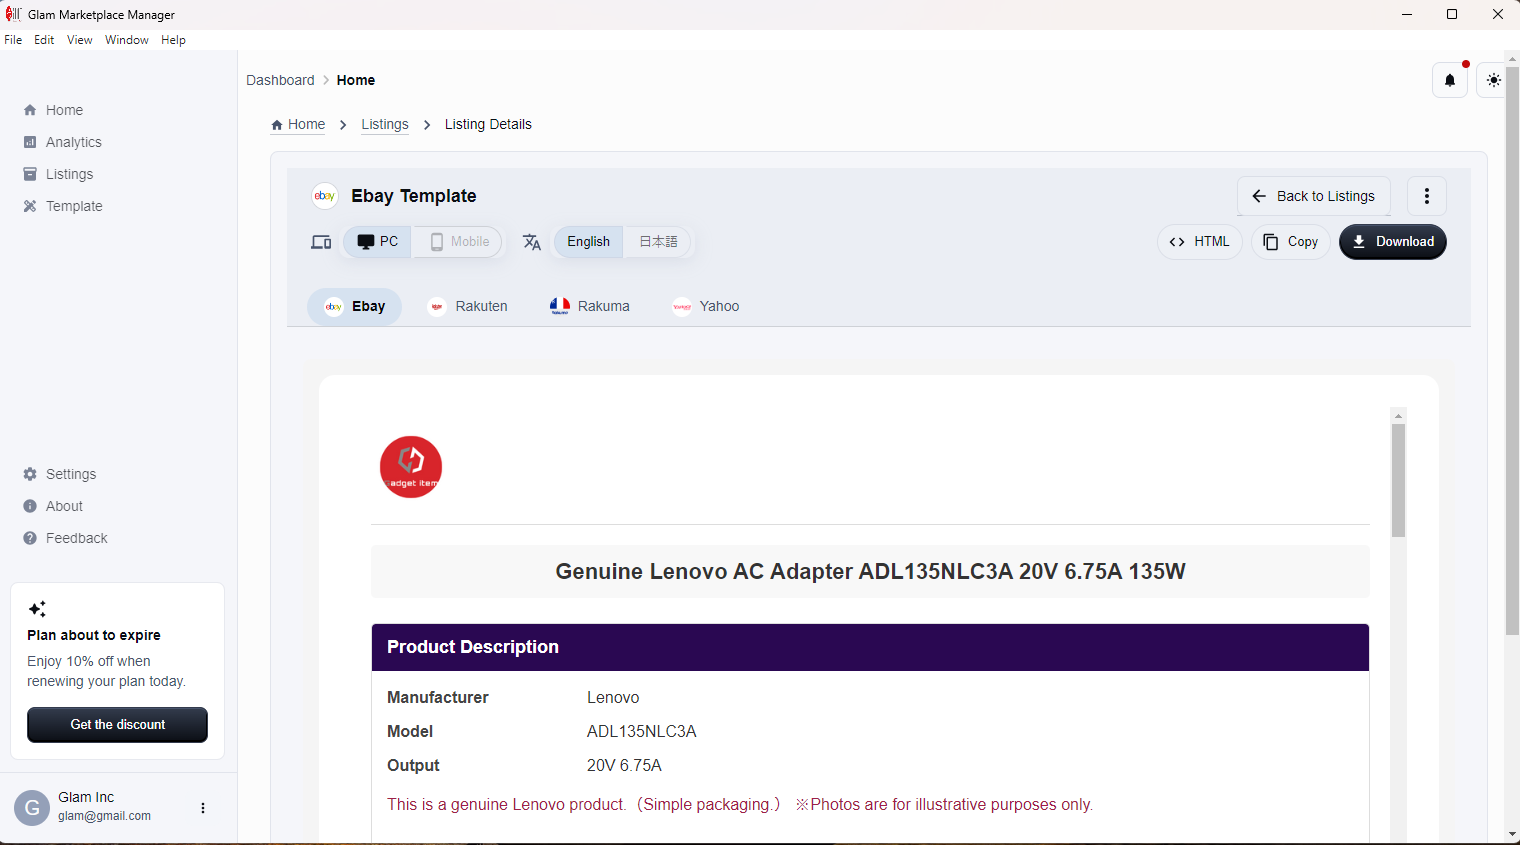 Glam Marketplace Manager
File Edit View Window Help
Dashboard > Home
Home
Analytics
Listings
Template
Home > Listings > Listing Details
ebay Ebay Template
Back to Listings
PC Mobile
English 日本語
HTML Copy Download
ebay Ebay Rakuten Rakuma Yahoo
Gadget item
Genuine Lenovo AC Adapter ADL135NLC3A 20V 6.75A 135W
Product Description
Manufacturer Lenovo
Model ADL135NLC3A
Output 20V 6.75A
This is a genuine Lenovo product.（Simple packaging.） ※Photos are for illustrative purposes only.
Settings
About
Feedback
Plan about to expire
Enjoy 10% off when
renewing your plan today.
Get the discount
G
Glam Inc
glam@gmail.com